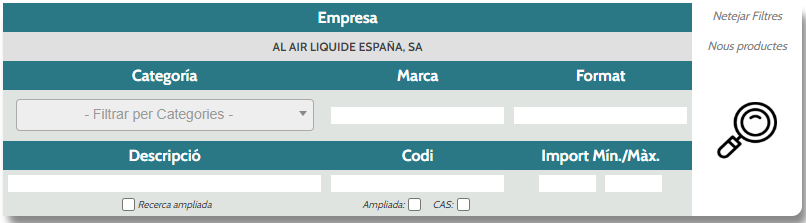 Empresa
Netejar Filtres
AL AIR LIQUIDE ESPAÑA, SA
Nous productes
Categoría Marca Format
- Filtrar per Categories -
Descripció Codi Import Mín./Màx.
Recerca ampliada Ampliada: CAS: